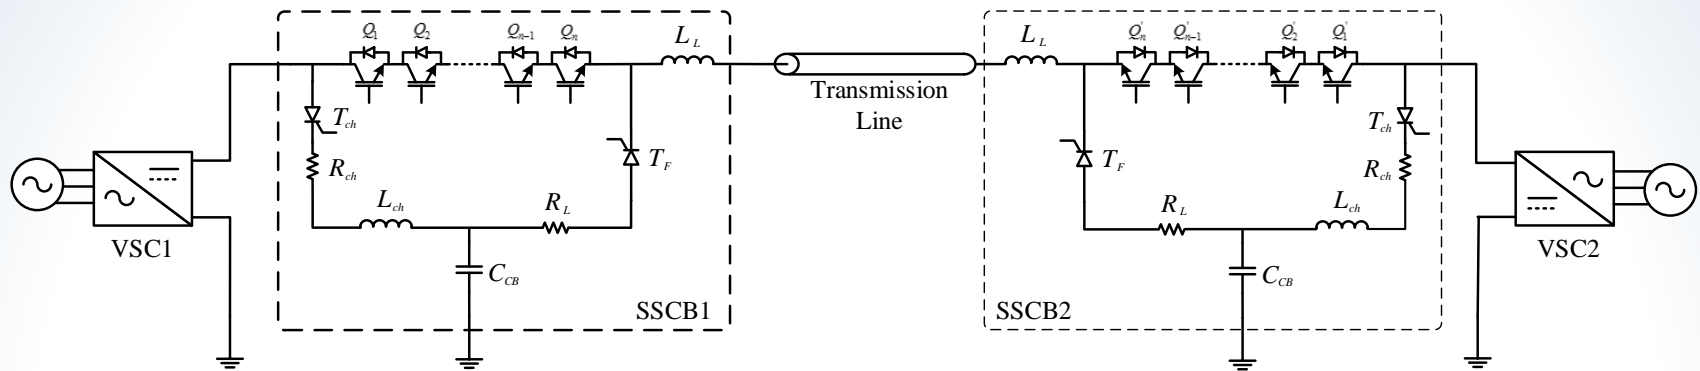 Q1 Q2 Qn-1 Qn
LL
Tch
Rch
Lch
RL
TF
CCB
VSC1
SSCB1
Transmission
Line
LL
Q'n Q'n-1 Q'2 Q'1
TF
RL
Tch
Rch
Lch
CCB
SSCB2
VSC2